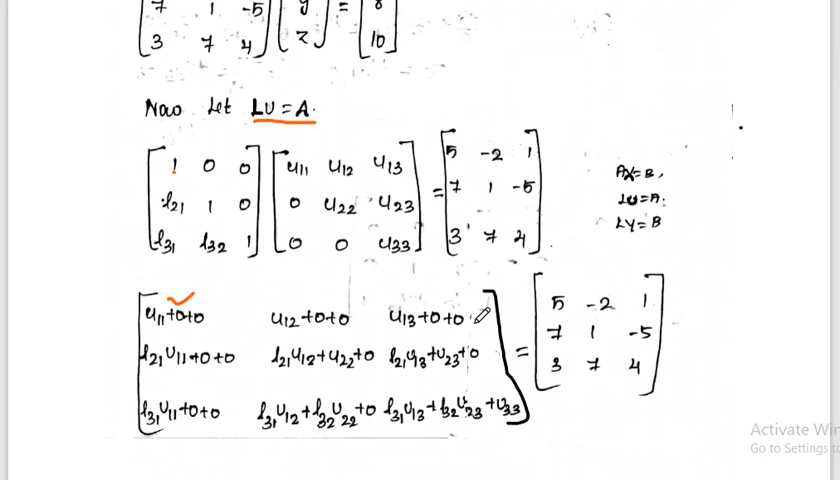 7 1 -5 y = 8
3 7 4 z 10
Now Let LU = A.
1 0 0 u11 u12 u13 = 5 -2 1
l21 1 0 0 u22 u23 7 1 -5
l31 l32 1 0 0 u33 3 7 4
AX=B,
LU=A.
LY=B
u11+0+0 u12+0+0 u13+0+0 = 5 -2 1
l21u11+0+0 l21u12+u22+0 l21u13+u23+0 7 1 -5
l31u11+0+0 l31u12+l32u22+0 l31u13+l32u23+u33 3 7 4
Activate Win
Go to Settings to